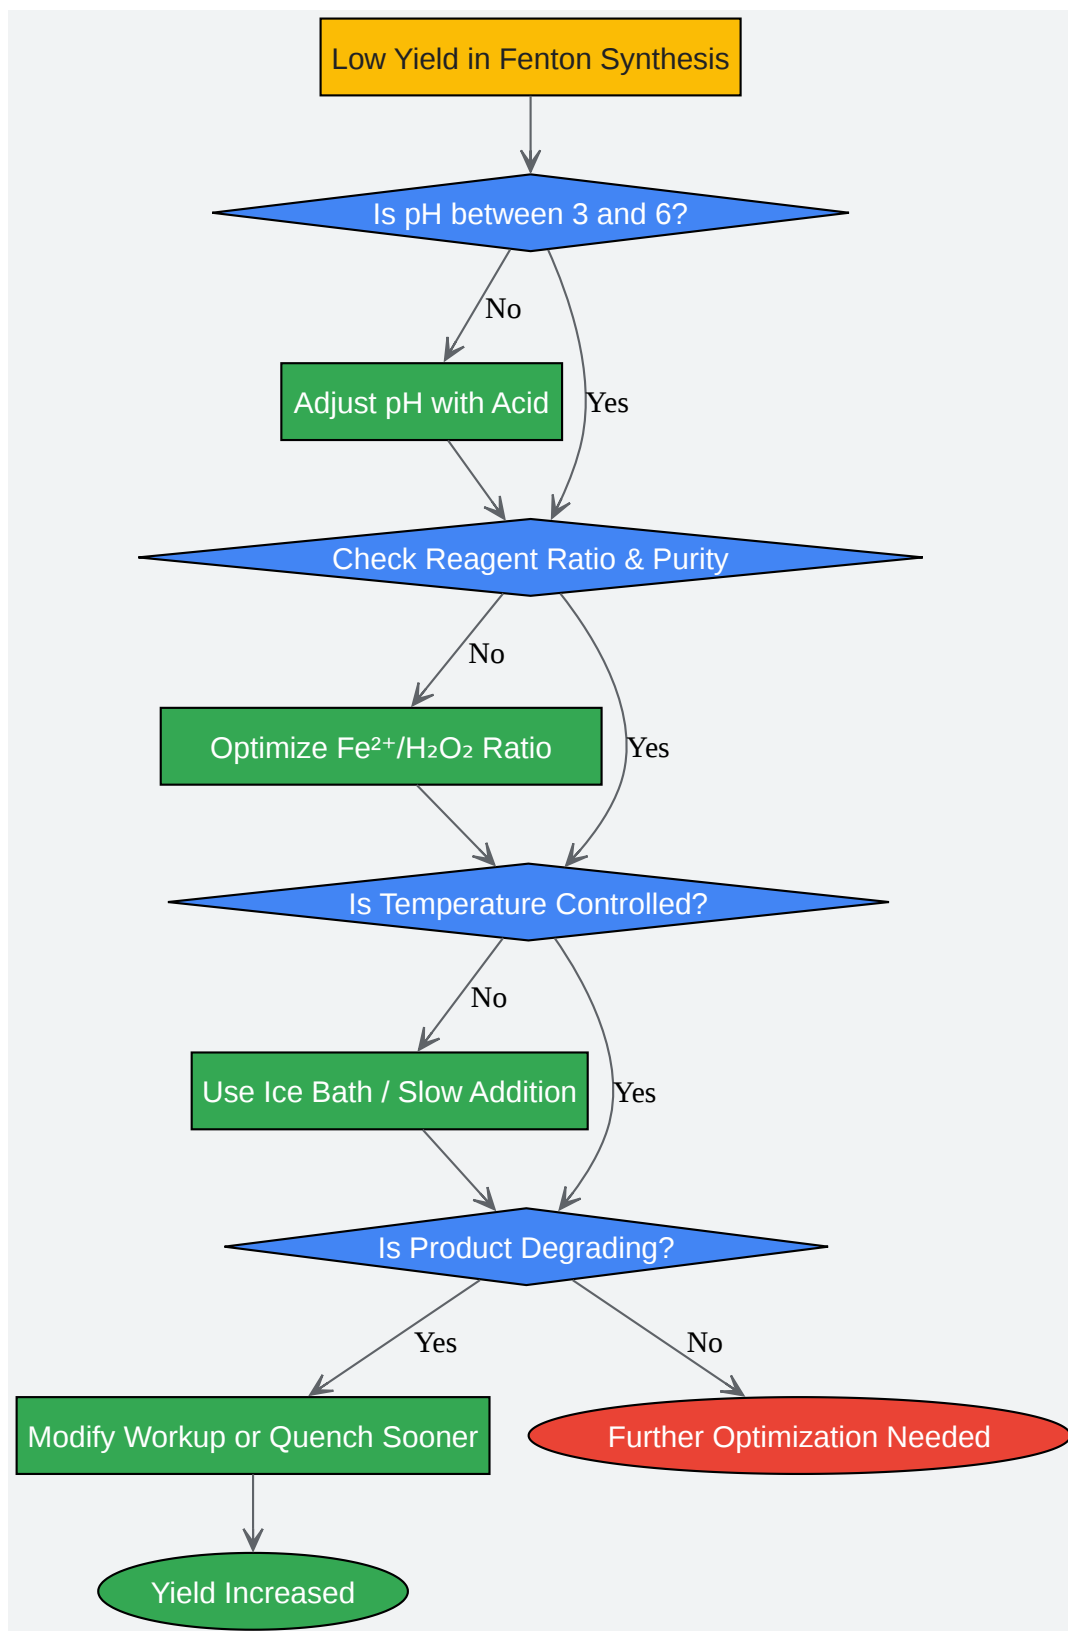 Low Yield in Fenton Synthesis
Is pH between 3 and 6?
No
Adjust pH with Acid
Yes
Check Reagent Ratio & Purity
No
Optimize Fe²⁺/H₂O₂ Ratio
Yes
Is Temperature Controlled?
No
Use Ice Bath / Slow Addition
Yes
Is Product Degrading?
Yes
No
Modify Workup or Quench Sooner
Further Optimization Needed
Yield Increased